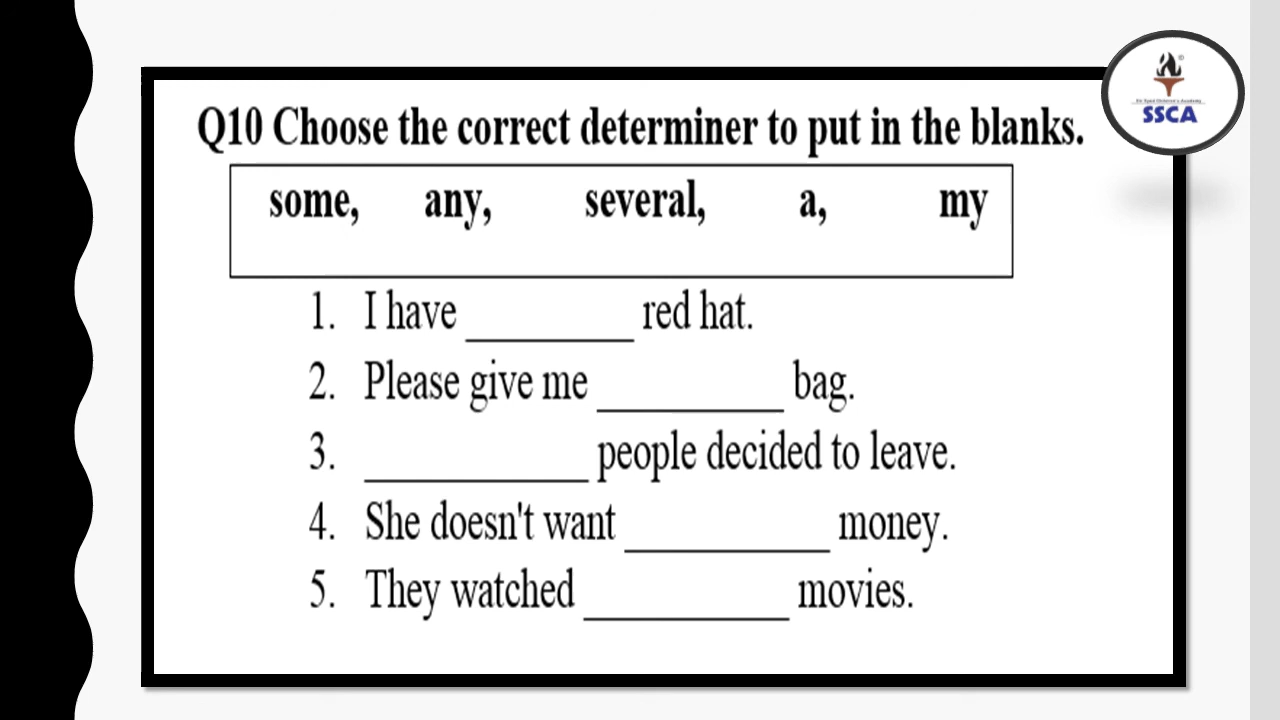 SSCA
Q10 Choose the correct determiner to put in the blanks.
some, any, several, a, my
1. I have __________ red hat.
2. Please give me ___________ bag.
3. _____________ people decided to leave.
4. She doesn't want ____________ money.
5. They watched ____________ movies.